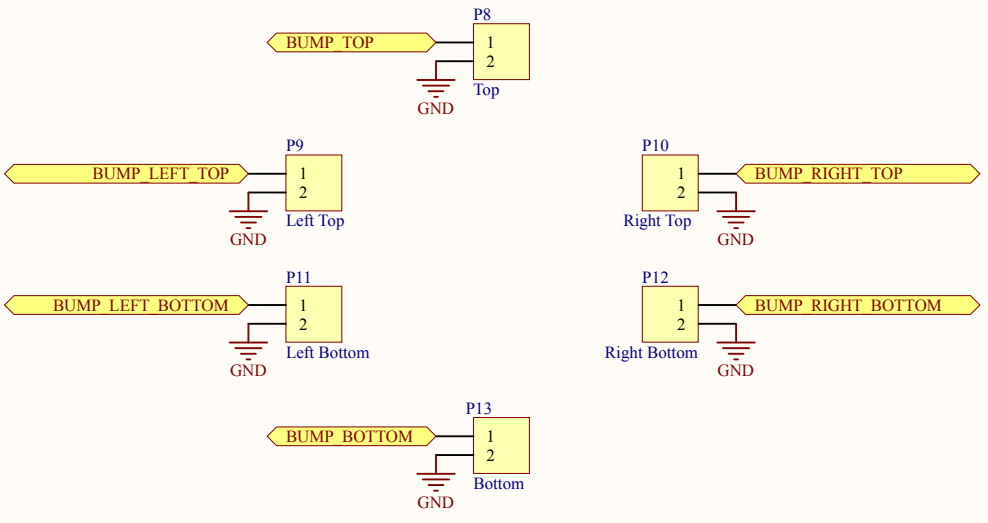 P8
BUMP_TOP 1
2
GND
Top
P9
BUMP_LEFT_TOP 1
2
GND
Left Top
P10
1 BUMP_RIGHT_TOP
2
GND
Right Top
P11
BUMP_LEFT_BOTTOM 1
2
GND
Left Bottom
P12
1 BUMP_RIGHT_BOTTOM
2
GND
Right Bottom
P13
BUMP_BOTTOM 1
2
GND
Bottom